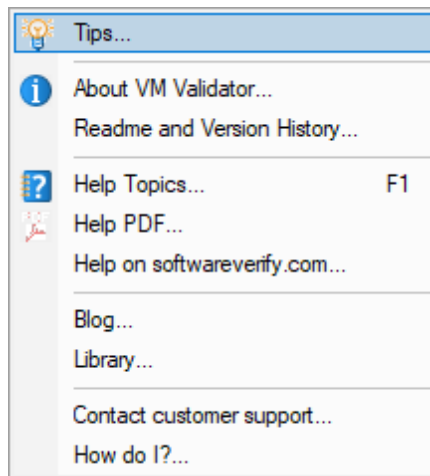 Tips...
About VM Validator...
Readme and Version History...
Help Topics... F1
Help PDF...
Help on softwareverify.com...
Blog...
Library...
Contact customer support...
How do I?...